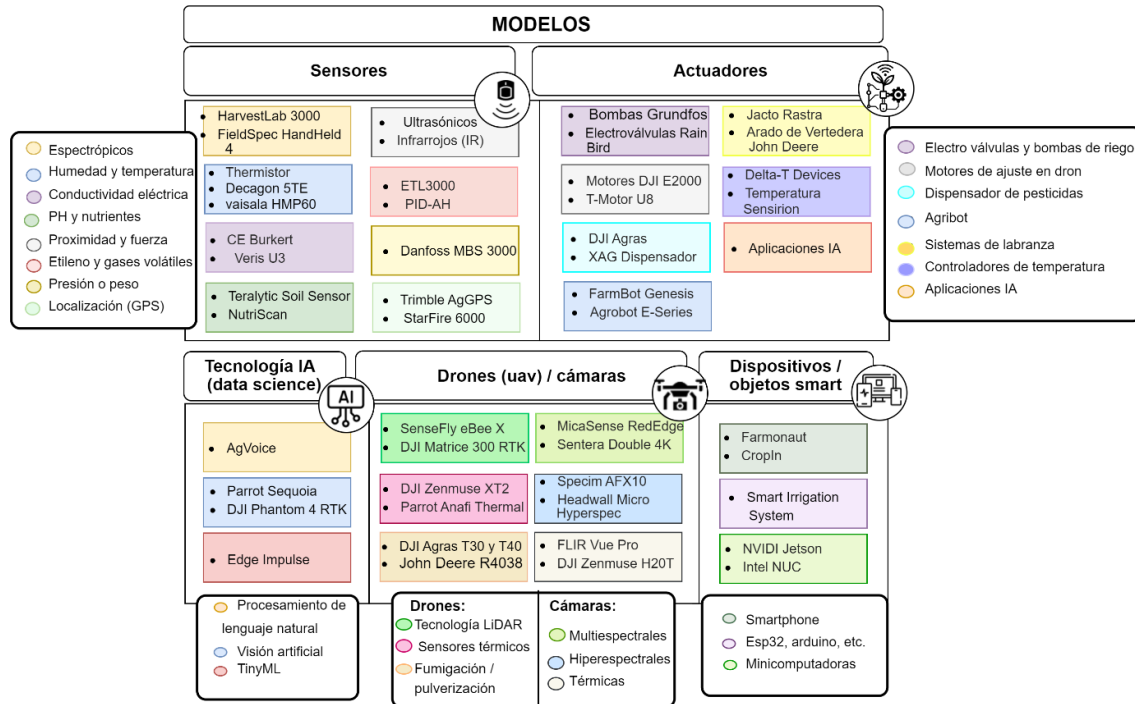 MODELOS
Sensores
Actuadores
HarvestLab 3000
FieldSpec HandHeld
4
Ultrasónicos
Infrarrojos (IR)
Thermistor
Decagon 5TE
vaisala HMP60
ETL3000
PID-AH
CE Burkert
Veris U3
Danfoss MBS 3000
Teralytic Soil Sensor
NutriScan
Trimble AgGPS
StarFire 6000
Bombas Grundfos
Electroválvulas Rain
Bird
Jacto Rastra
Arado de Vertedera
John Deere
Motores DJI E2000
T-Motor U8
Delta-T Devices
Temperatura
Sensirion
DJI Agras
XAG Dispensador
Aplicaciones IA
FarmBot Genesis
Agrobot E-Series
Espectrópicos
Humedad y temperatura
Conductividad eléctrica
PH y nutrientes
Proximidad y fuerza
Etileno y gases volátiles
Presión o peso
Localización (GPS)
Electro válvulas y bombas de riego
Motores de ajuste en dron
Dispensador de pesticidas
Agribot
Sistemas de labranza
Controladores de temperatura
Aplicaciones IA
Tecnología IA
(data science)
AI
Drones (uav) / cámaras
Dispositivos /
objetos smart
AgVoice
Parrot Sequoia
DJI Phantom 4 RTK
Edge Impulse
SenseFly eBee X
DJI Matrice 300 RTK
MicaSense RedEdge
Sentera Double 4K
DJI Zenmuse XT2
Parrot Anafi Thermal
Specim AFX10
Headwall Micro
Hyperspec
DJI Agras T30 y T40
John Deere R4038
FLIR Vue Pro
DJI Zenmuse H20T
Farmonaut
CropIn
Smart Irrigation
System
NVIDI Jetson
Intel NUC
Procesamiento de
lenguaje natural
Visión artificial
TinyML
Drones:
Tecnología LiDAR
Sensores térmicos
Fumigación /
pulverización
Cámaras:
Multiespectrales
Hiperespectrales
Térmicas
Smartphone
Esp32, arduino, etc.
Minicomputadoras